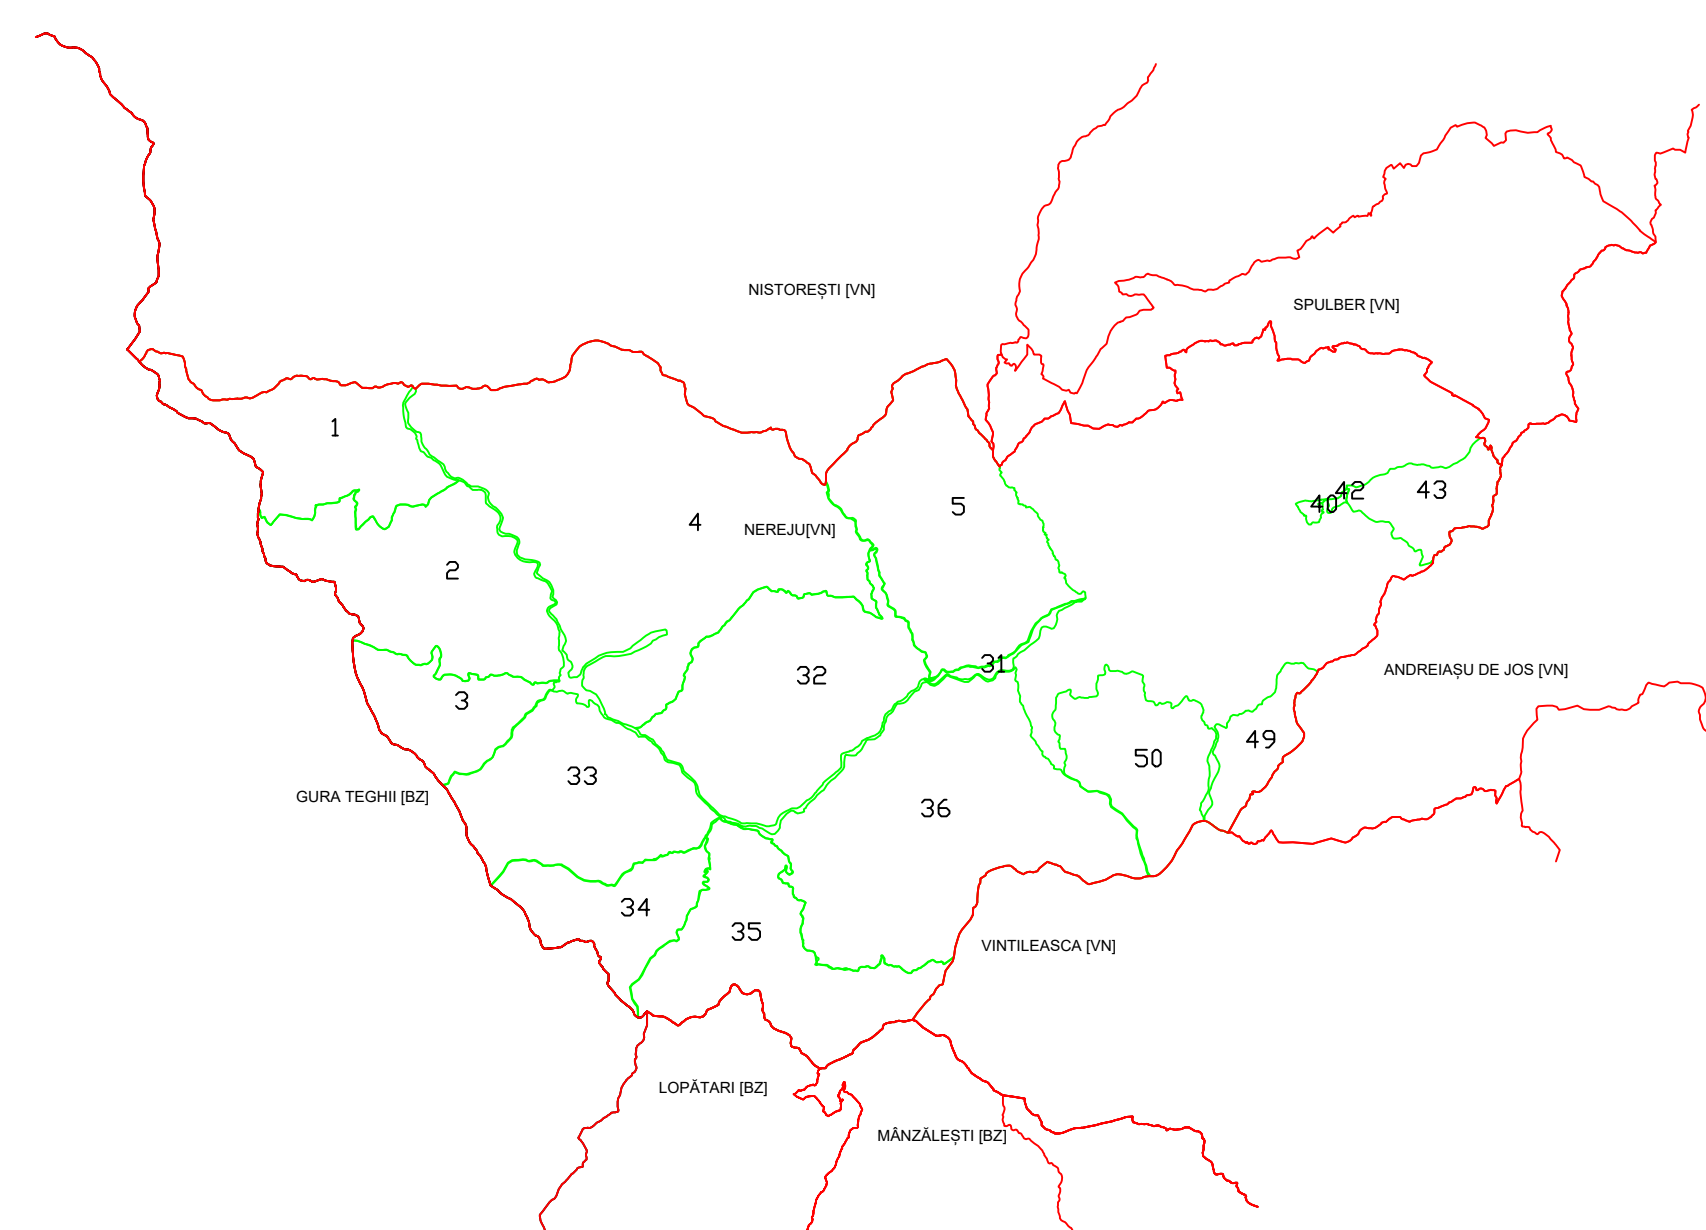 NISTOREȘTI [VN]
SPULBER [VN]
1
5
42
43
40
4
NEREJU[VN]
2
31
ANDREIAȘU DE JOS [VN]
32
3
49
50
33
GURA TEGHII [BZ]
36
34
35
VINTILEASCA [VN]
LOPĂTARI [BZ]
MÂNZĂLEȘTI [BZ]